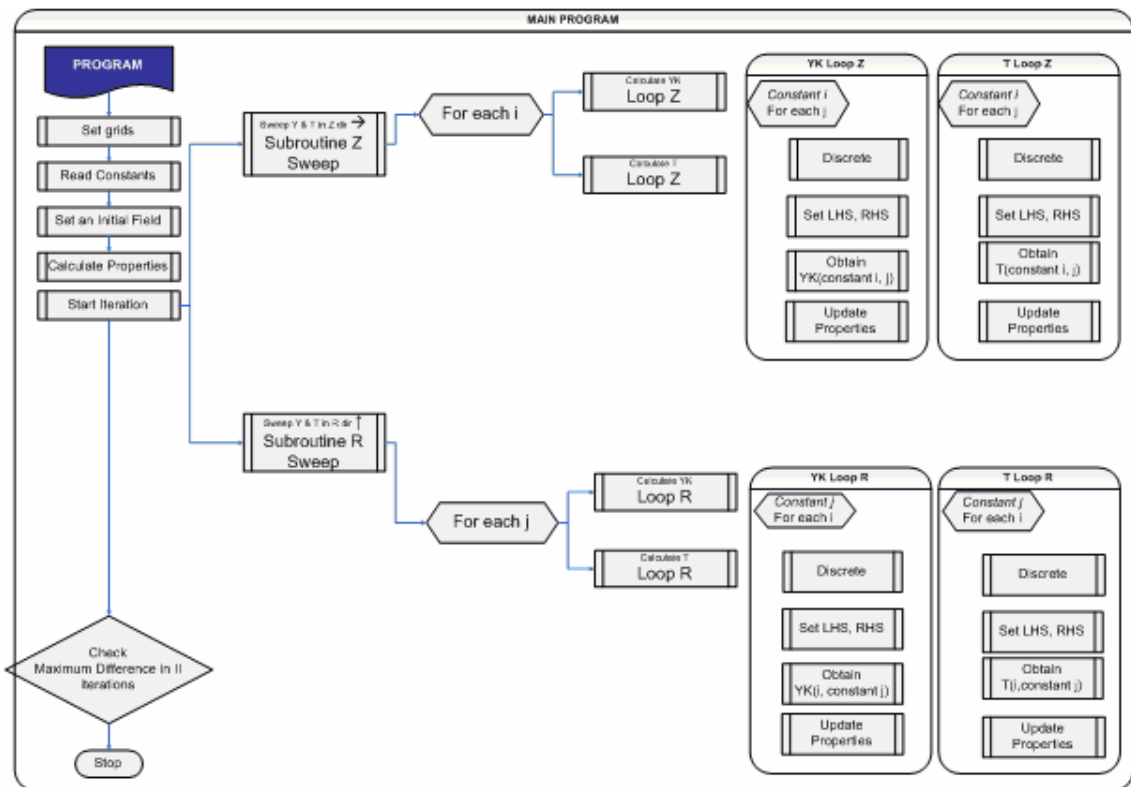 MAIN PROGRAM
PROGRAM
Set grids
Read Constants
Set an Initial Field
Calculate Properties
Start Iteration
Check
Maximum Difference in II
iterations
Stop
Sweep Y & T in Z dir →
Subroutine Z
Sweep
For each i
Calculate YK
Loop Z
Calculate T
Loop Z
YK Loop Z
Constant i
For each j
Discrete
Set LHS, RHS
Obtain
YK(constant i, j)
Update
Properties
T Loop Z
Constant i
For each j
Discrete
Set LHS, RHS
Obtain
T(constant i, j)
Update
Properties
Sweep Y & T in R dir ↑
Subroutine R
Sweep
For each j
Calculate YK
Loop R
Calculate T
Loop R
YK Loop R
Constant j
For each i
Discrete
Set LHS, RHS
Obtain
YK(i, constant j)
Update
Properties
T Loop R
Constant j
For each i
Discrete
Set LHS, RHS
Obtain
T(i,constant j)
Update
Properties